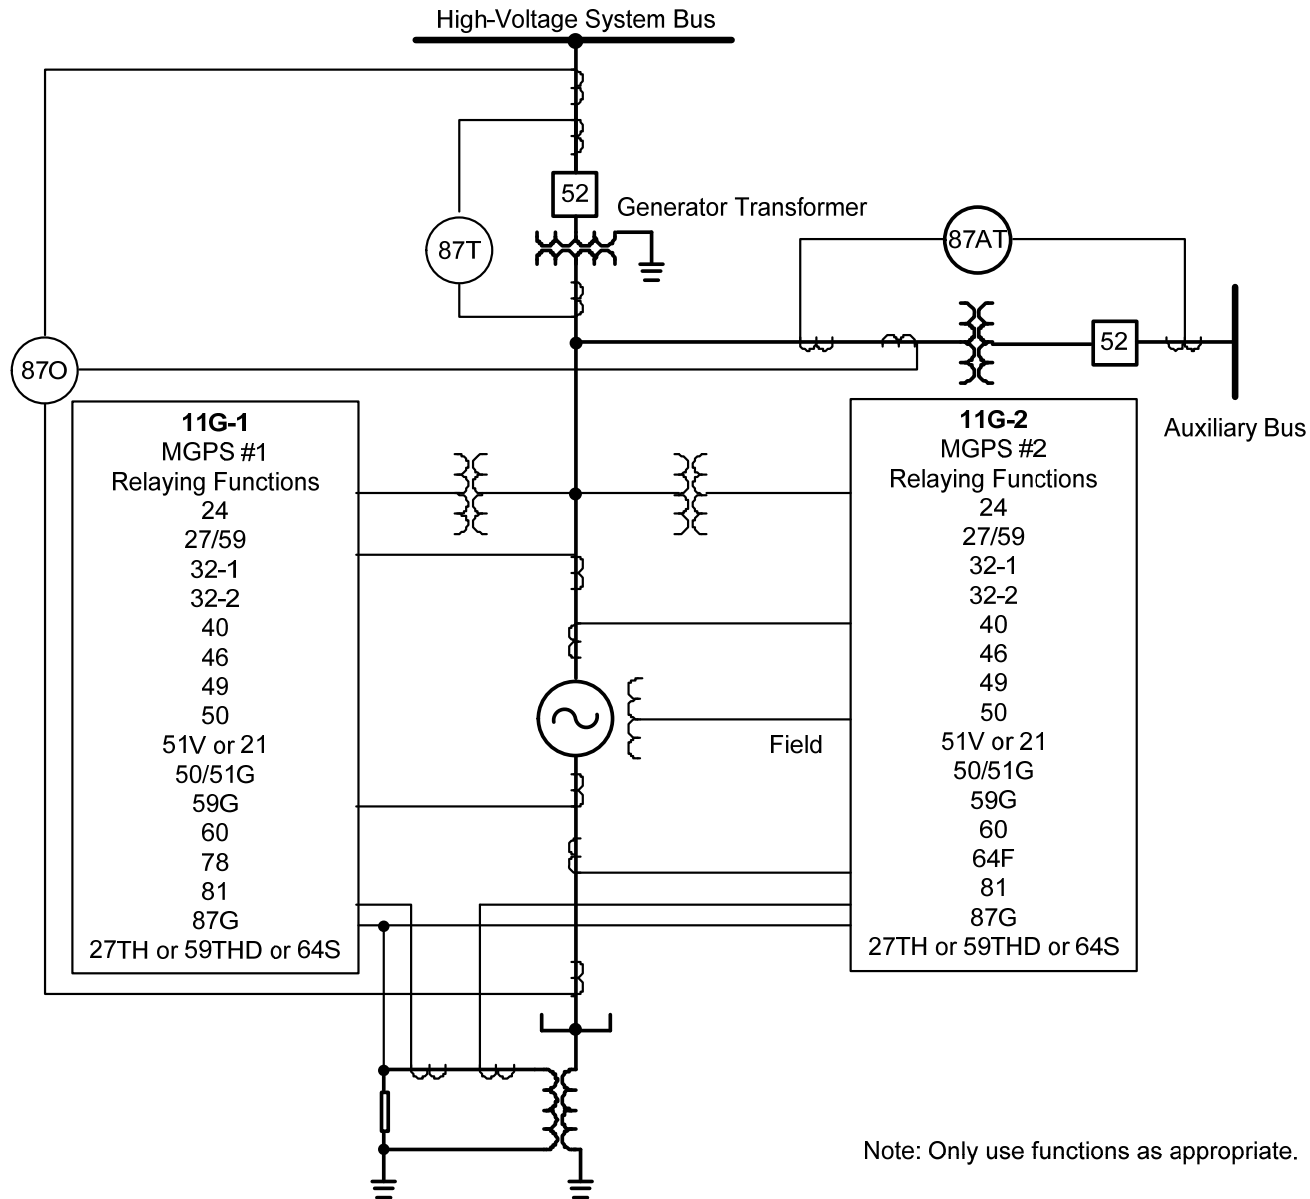 High-Voltage System Bus
52
Generator Transformer
87T
87AT
52
87O
Auxiliary Bus
11G-1
MGPS #1
Relaying Functions
24
27/59
32-1
32-2
40
46
49
50
51V or 21
50/51G
59G
60
78
81
87G
27TH or 59THD or 64S
11G-2
MGPS #2
Relaying Functions
24
27/59
32-1
32-2
40
46
49
50
51V or 21
50/51G
59G
60
64F
81
87G
27TH or 59THD or 64S
Field
Note: Only use functions as appropriate.